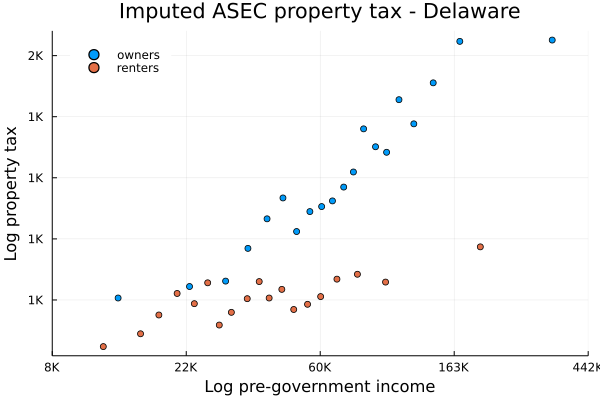 Imputed ASEC property tax - Delaware
owners
renters
2K
1K
1K
1K
1K
Log property tax
8K
22K
60K
163K
442K
Log pre-government income